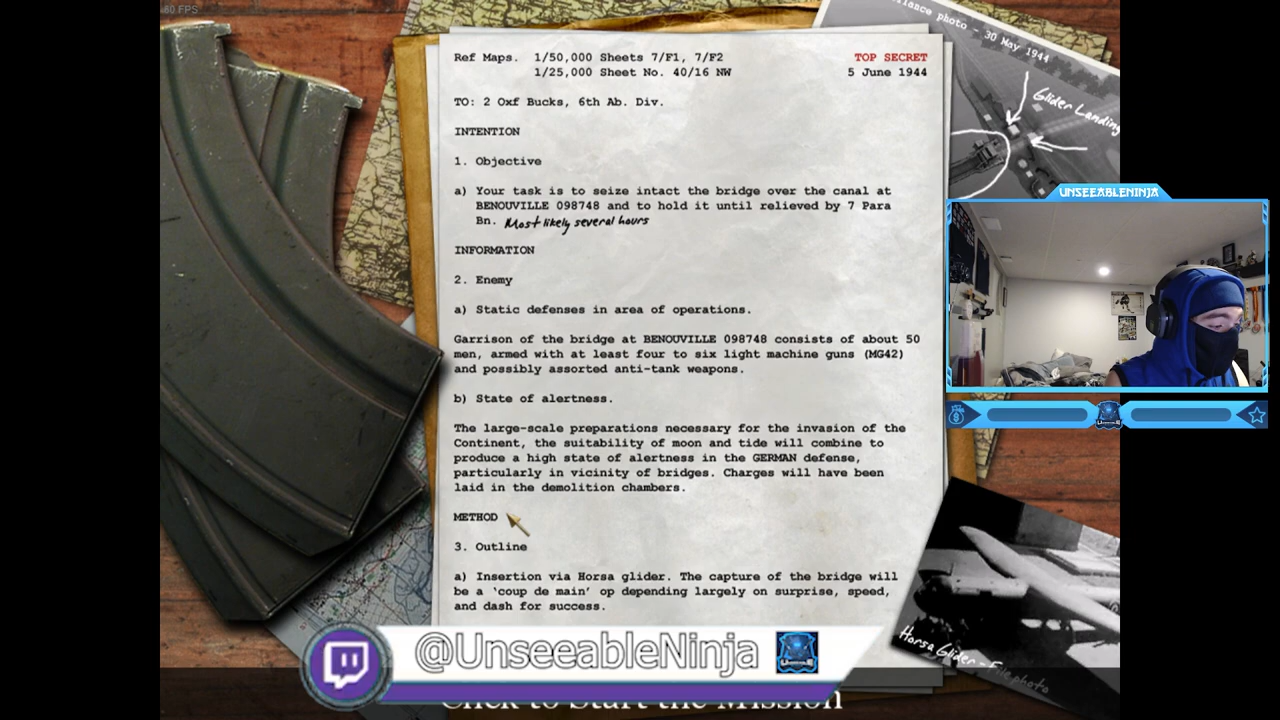 60 FPS
Ref Maps. 1/50,000 Sheets 7/F1, 7/F2 TOP SECRET
1/25,000 Sheet No. 40/16 NW 5 June 1944
TO: 2 Oxf Bucks, 6th Ab. Div.
INTENTION
1. Objective
a) Your task is to seize intact the bridge over the canal at
BENOUVILLE 098748 and to hold it until relieved by 7 Para
Bn. Most likely several hours
INFORMATION
2. Enemy
a) Static defenses in area of operations.
Garrison of the bridge at BENOUVILLE 098748 consists of about 50
men, armed with at least four to six light machine guns (MG42)
and possibly assorted anti-tank weapons.
b) State of alertness.
The large-scale preparations necessary for the invasion of the
Continent, the suitability of moon and tide will combine to
produce a high state of alertness in the GERMAN defense,
particularly in vicinity of bridges. Charges will have been
laid in the demolition chambers.
METHOD
3. Outline
a) Insertion via Horsa glider. The capture of the bridge will
be a 'coup de main' op depending largely on surprise, speed,
and dash for success.
photo - 30 May 1944
Glider Landing
UNSEEABLENINJA
Horsa Glider - File photo
@UnseeableNinja
Click to Start the Mission